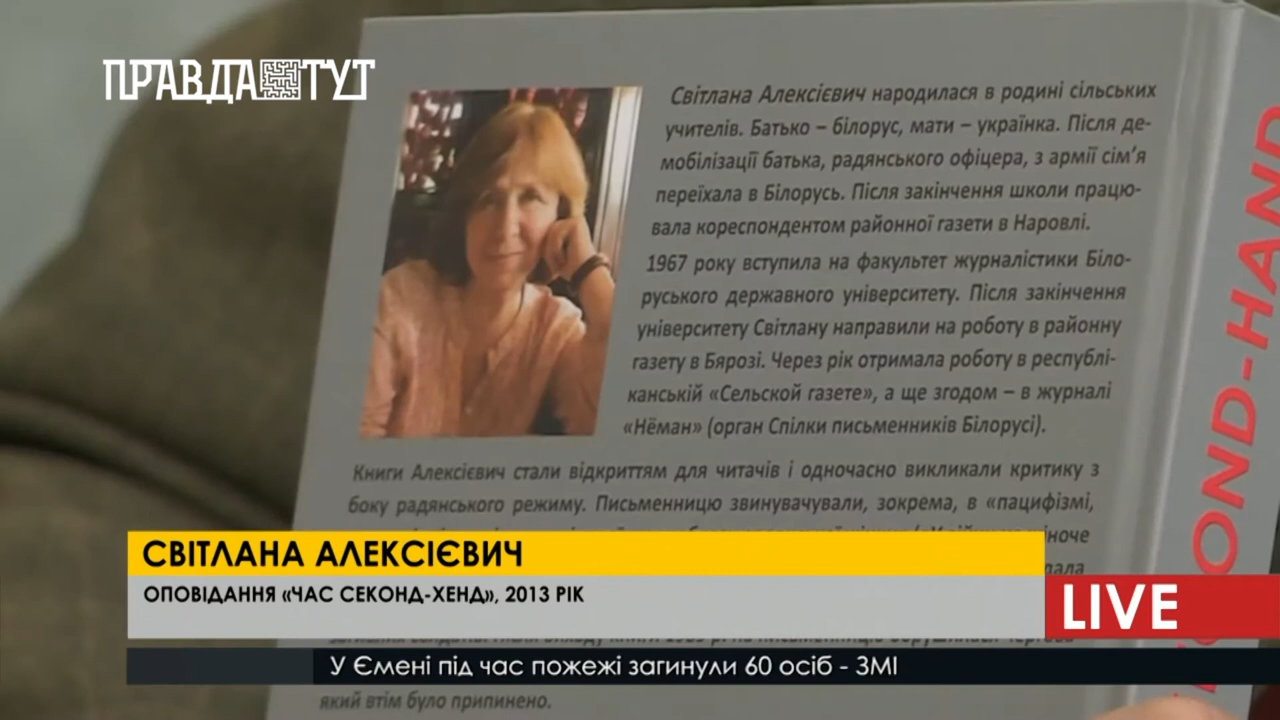 ПРАВДА ТУТ
Світлана Алексієвич народилася в родині сільських
учителів. Батько – білорус, мати – українка. Після де-
мобілізації батька, радянського офіцера, з армії сім’я
переїхала в Білорусь. Після закінчення школи працю-
вала кореспондентом районної газети в Наровлі.
1967 року вступила на факультет журналістики Біло-
руського державного університету. Після закінчення
університету Світлану направили на роботу в районну
газету в Бярозі. Через рік отримала роботу в республі-
канській «Сельской газете», а ще згодом – в журналі
«Нёман» (орган Спілки письменників Білорусі).
Книги Алексієвич стали відкриттям для читачів і одночасно викликали критику з
боку радянського режиму. Письменницю звинувачували, зокрема, в «пацифізмі,
СВІТЛАНА АЛЕКСІЄВИЧ
ОПОВІДАННЯ «ЧАС СЕКОНД-ХЕНД», 2013 РІК
LIVE
У Ємені під час пожежі загинули 60 осіб - ЗМІ
який втім було припинено.
OND-HAND